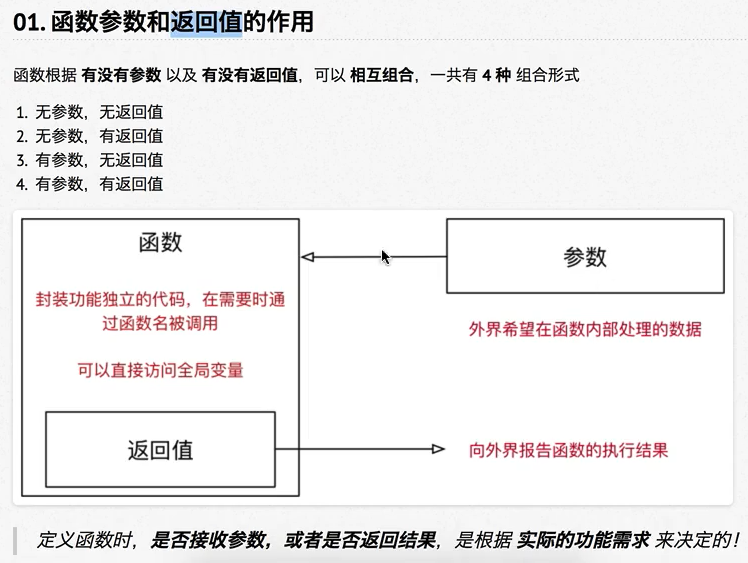 01. 函数参数和返回值的作用
函数根据 有没有参数 以及 有没有返回值，可以 相互组合，一共有 4 种 组合形式
1. 无参数，无返回值
2. 无参数，有返回值
3. 有参数，无返回值
4. 有参数，有返回值
函数
参数
封装功能独立的代码，在需要时通
过函数名被调用
外界希望在函数内部处理的数据
可以直接访问全局变量
返回值
向外界报告函数的执行结果
定义函数时，是否接收参数，或者是否返回结果，是根据 实际的功能需求 来决定的！